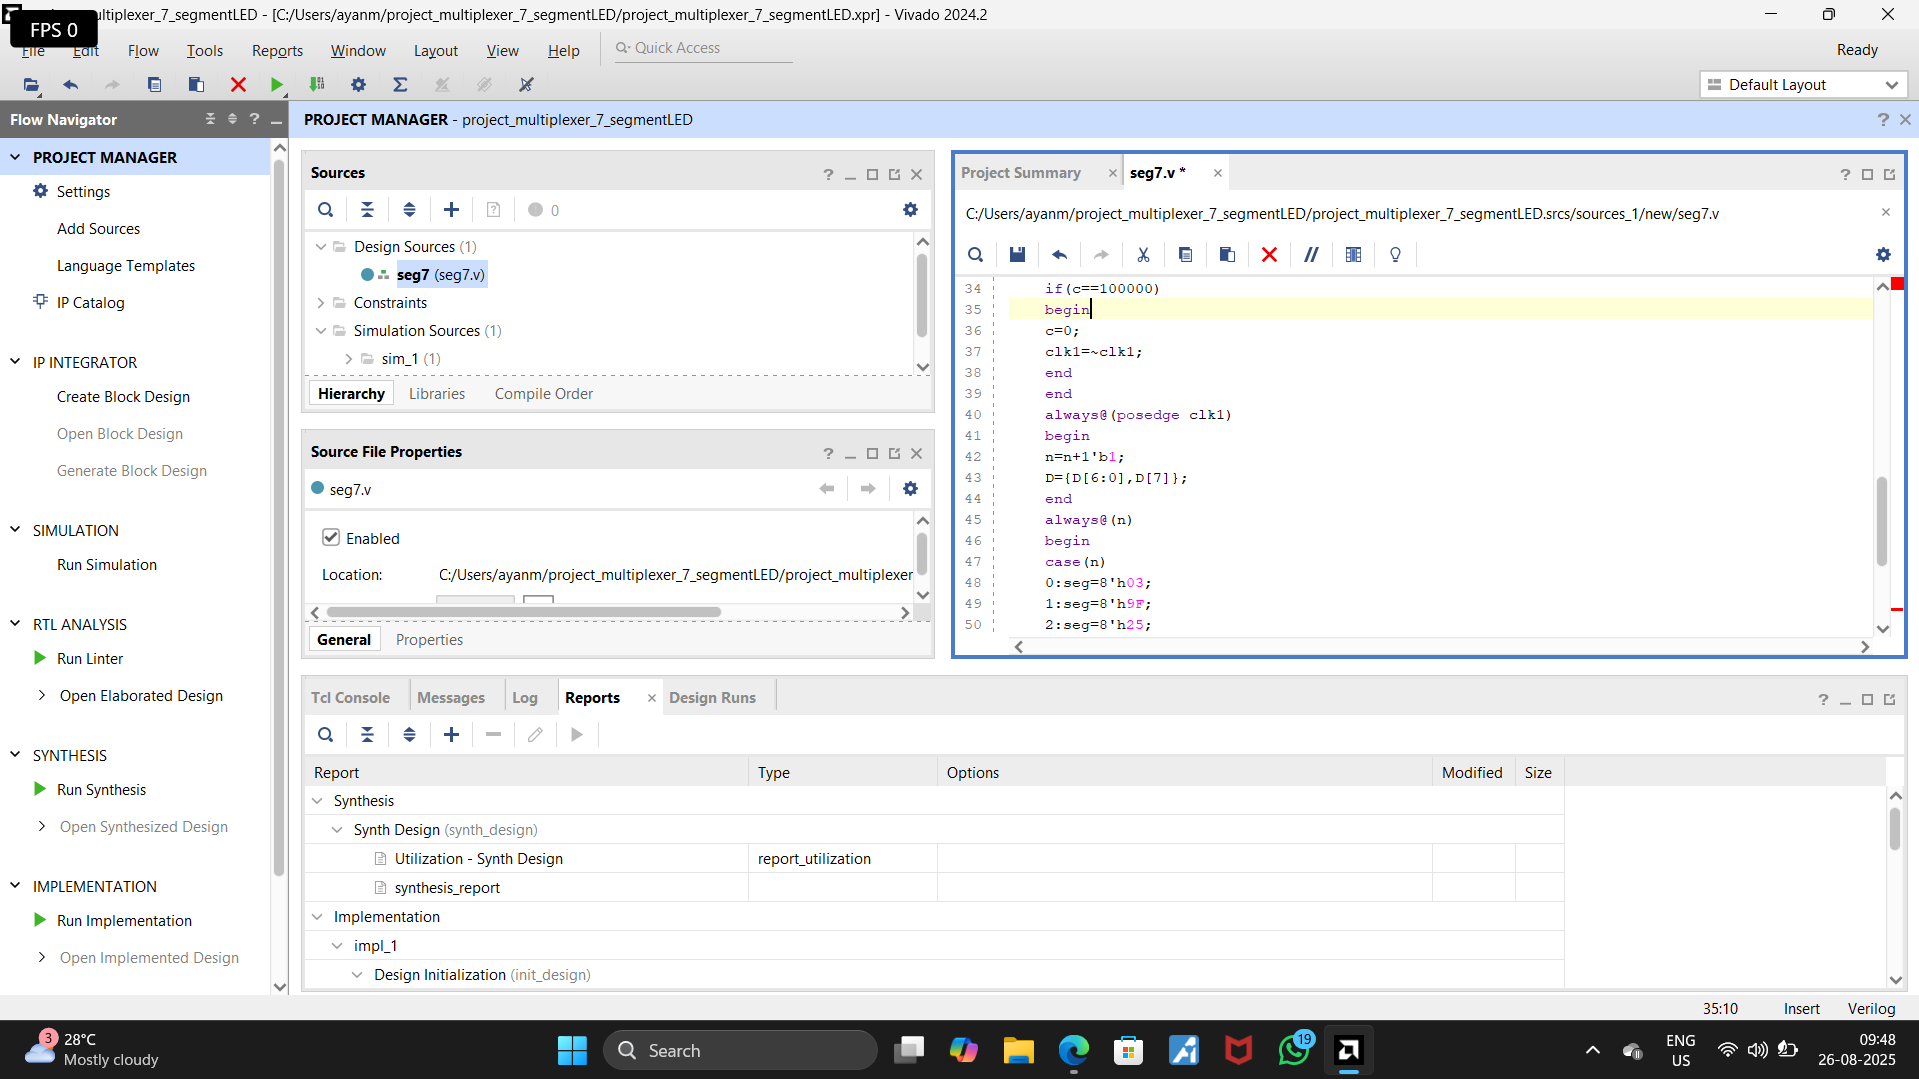 project_multiplexer_7_segmentLED - [C:/Users/ayanm/project_multiplexer_7_segmentLED/project_multiplexer_7_segmentLED.xpr] - Vivado 2024.2
FPS 0
File Edit Flow Tools Reports Window Layout View Help Quick Access Ready
Default Layout
Flow Navigator
PROJECT MANAGER - project_multiplexer_7_segmentLED
PROJECT MANAGER
Settings
Add Sources
Language Templates
IP Catalog
IP INTEGRATOR
Create Block Design
Open Block Design
Generate Block Design
SIMULATION
Run Simulation
RTL ANALYSIS
Run Linter
Open Elaborated Design
SYNTHESIS
Run Synthesis
Open Synthesized Design
IMPLEMENTATION
Run Implementation
Open Implemented Design
Sources
0
Design Sources (1)
seg7 (seg7.v)
Constraints
Simulation Sources (1)
sim_1 (1)
Hierarchy Libraries Compile Order
Source File Properties
seg7.v
Enabled
Location: C:/Users/ayanm/project_multiplexer_7_segmentLED/project_multiplexer
General Properties
Project Summary seg7.v *
C:/Users/ayanm/project_multiplexer_7_segmentLED/project_multiplexer_7_segmentLED.srcs/sources_1/new/seg7.v
34 if(c==100000)
35 begin
36 c=0;
37 clk1=~clk1;
38 end
39 end
40 always@(posedge clk1)
41 begin
42 n=n+1'b1;
43 D={D[6:0],D[7]};
44 end
45 always@(n)
46 begin
47 case(n)
48 0:seg=8'h03;
49 1:seg=8'h9F;
50 2:seg=8'h25;
Tcl Console Messages Log Reports Design Runs
Report Type Options Modified Size
Synthesis
Synth Design (synth_design)
Utilization - Synth Design report_utilization
synthesis_report
Implementation
impl_1
Design Initialization (init_design)
35:10 Insert Verilog
3
28°C
Mostly cloudy
Search
19
ENG
US
09:48
26-08-2025